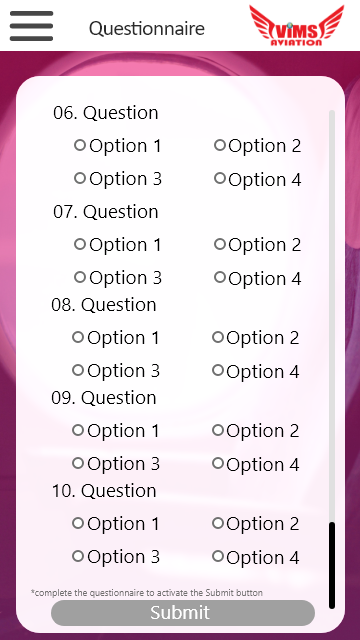 Questionnaire
ViMS
AVIATION
06. Question
Option 1 Option 2
Option 3 Option 4
07. Question
Option 1 Option 2
Option 3 Option 4
08. Question
Option 1 Option 2
Option 3 Option 4
09. Question
Option 1 Option 2
Option 3 Option 4
10. Question
Option 1 Option 2
Option 3 Option 4
*complete the questionnaire to activate the Submit button
Submit